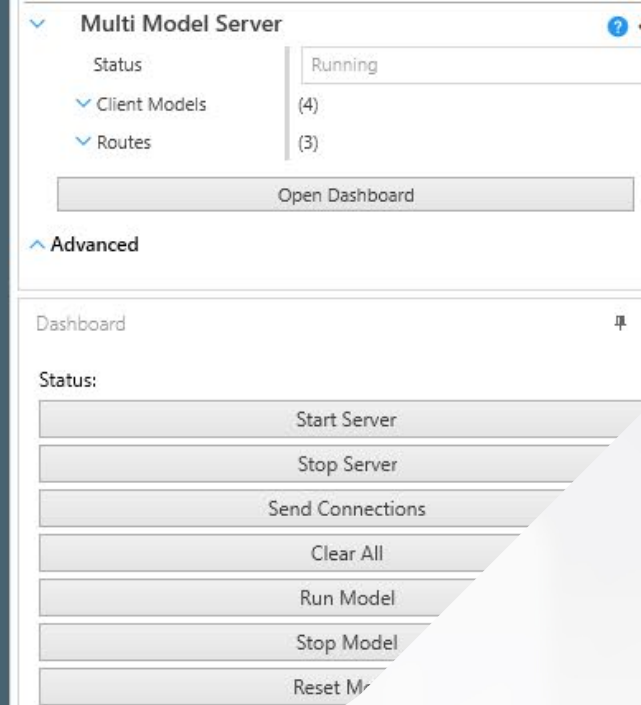 Multi Model Server
Status Running
Client Models (4)
Routes (3)
Open Dashboard
Advanced
Dashboard
Status:
Start Server
Stop Server
Send Connections
Clear All
Run Model
Stop Model
Reset